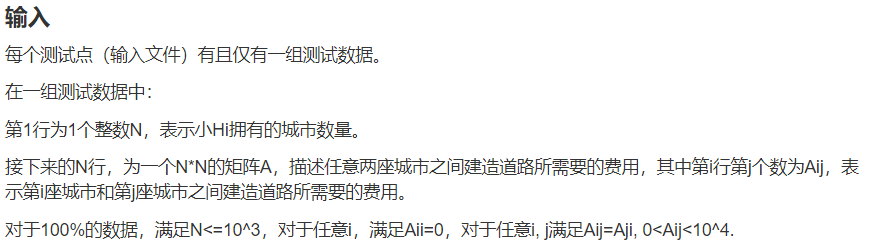 输入
每个测试点（输入文件）有且仅有一组测试数据。
在一组测试数据中：
第1行为1个整数N，表示小Hi拥有的城市数量。
接下来的N行，为一个N*N的矩阵A，描述任意两座城市之间建造道路所需要的费用，其中第i行第j个数为Aij，表
示第i座城市和第j座城市之间建造道路所需要的费用。
对于100%的数据，满足N<=10^3，对于任意i，满足Aii=0，对于任意i, j满足Aij=Aji, 0<Aij<10^4.